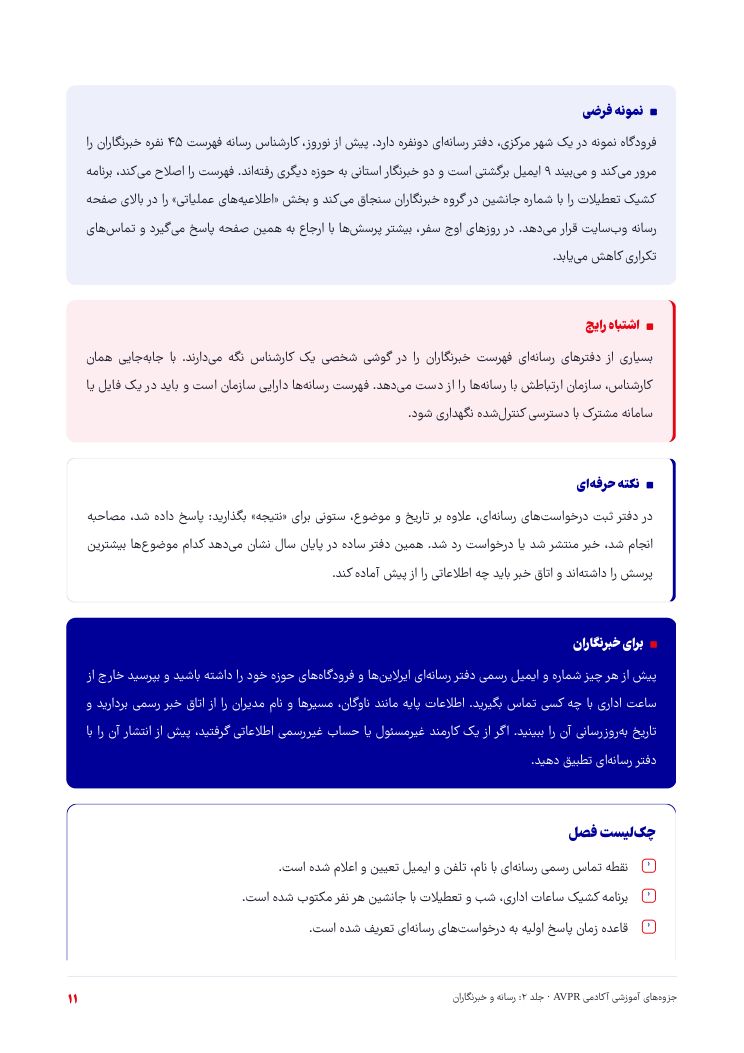 نمونه فرضی
فرودگاه نمونه در یک شهر مرکزی، دفتر رسانه‌ای دونفره دارد. پیش از نوروز، کارشناس رسانه فهرست ۴۵ نفره خبرنگاران را
مرور می‌کند و می‌بیند ۹ ایمیل برگشتی است و دو خبرنگار استانی به حوزه دیگری رفته‌اند. فهرست را اصلاح می‌کند، برنامه
کشیک تعطیلات را با شماره جانشین در گروه خبرنگاران سنجاق می‌کند و بخش «اطلاعیه‌های عملیاتی» را در بالای صفحه
رسانه وب‌سایت قرار می‌دهد. در روزهای اوج سفر، بیشتر پرسش‌ها با ارجاع به همین صفحه پاسخ می‌گیرد و تماس‌های
تکراری کاهش می‌یابد.
اشتباه رایج
بسیاری از دفترهای رسانه‌ای فهرست خبرنگاران را در گوشی شخصی یک کارشناس نگه می‌دارند. با جابه‌جایی همان
کارشناس، سازمان ارتباطش با رسانه‌ها را از دست می‌دهد. فهرست رسانه‌ها دارایی سازمان است و باید در یک فایل یا
سامانه مشترک با دسترسی کنترل‌شده نگهداری شود.
نکته حرفه‌ای
در دفتر ثبت درخواست‌های رسانه‌ای، علاوه بر تاریخ و موضوع، ستونی برای «نتیجه» بگذارید: پاسخ داده شد، مصاحبه
انجام شد، خبر منتشر شد یا درخواست رد شد. همین دفتر ساده در پایان سال نشان می‌دهد کدام موضوع‌ها بیشترین
پرسش را داشته‌اند و اتاق خبر باید چه اطلاعاتی را از پیش آماده کند.
برای خبرنگاران
پیش از هر چیز شماره و ایمیل رسمی دفتر رسانه‌ای ایرلاین‌ها و فرودگاه‌های حوزه خود را داشته باشید و بپرسید خارج از
ساعت اداری با چه کسی تماس بگیرید. اطلاعات پایه مانند ناوگان، مسیرها و نام مدیران را از اتاق خبر رسمی بردارید و
تاریخ به‌روزرسانی آن را ببینید. اگر از یک کارمند غیرمسئول یا حساب غیررسمی اطلاعاتی گرفتید، پیش از انتشار آن را با
دفتر رسانه‌ای تطبیق دهید.
چک‌لیست فصل
نقطه تماس رسمی رسانه‌ای با نام، تلفن و ایمیل تعیین و اعلام شده است.
برنامه کشیک ساعات اداری، شب و تعطیلات با جانشین هر نفر مکتوب شده است.
قاعده زمان پاسخ اولیه به درخواست‌های رسانه‌ای تعریف شده است.
جزوه‌های آموزشی آکادمی AVPR · جلد ۲: رسانه و خبرنگاران
۱۱